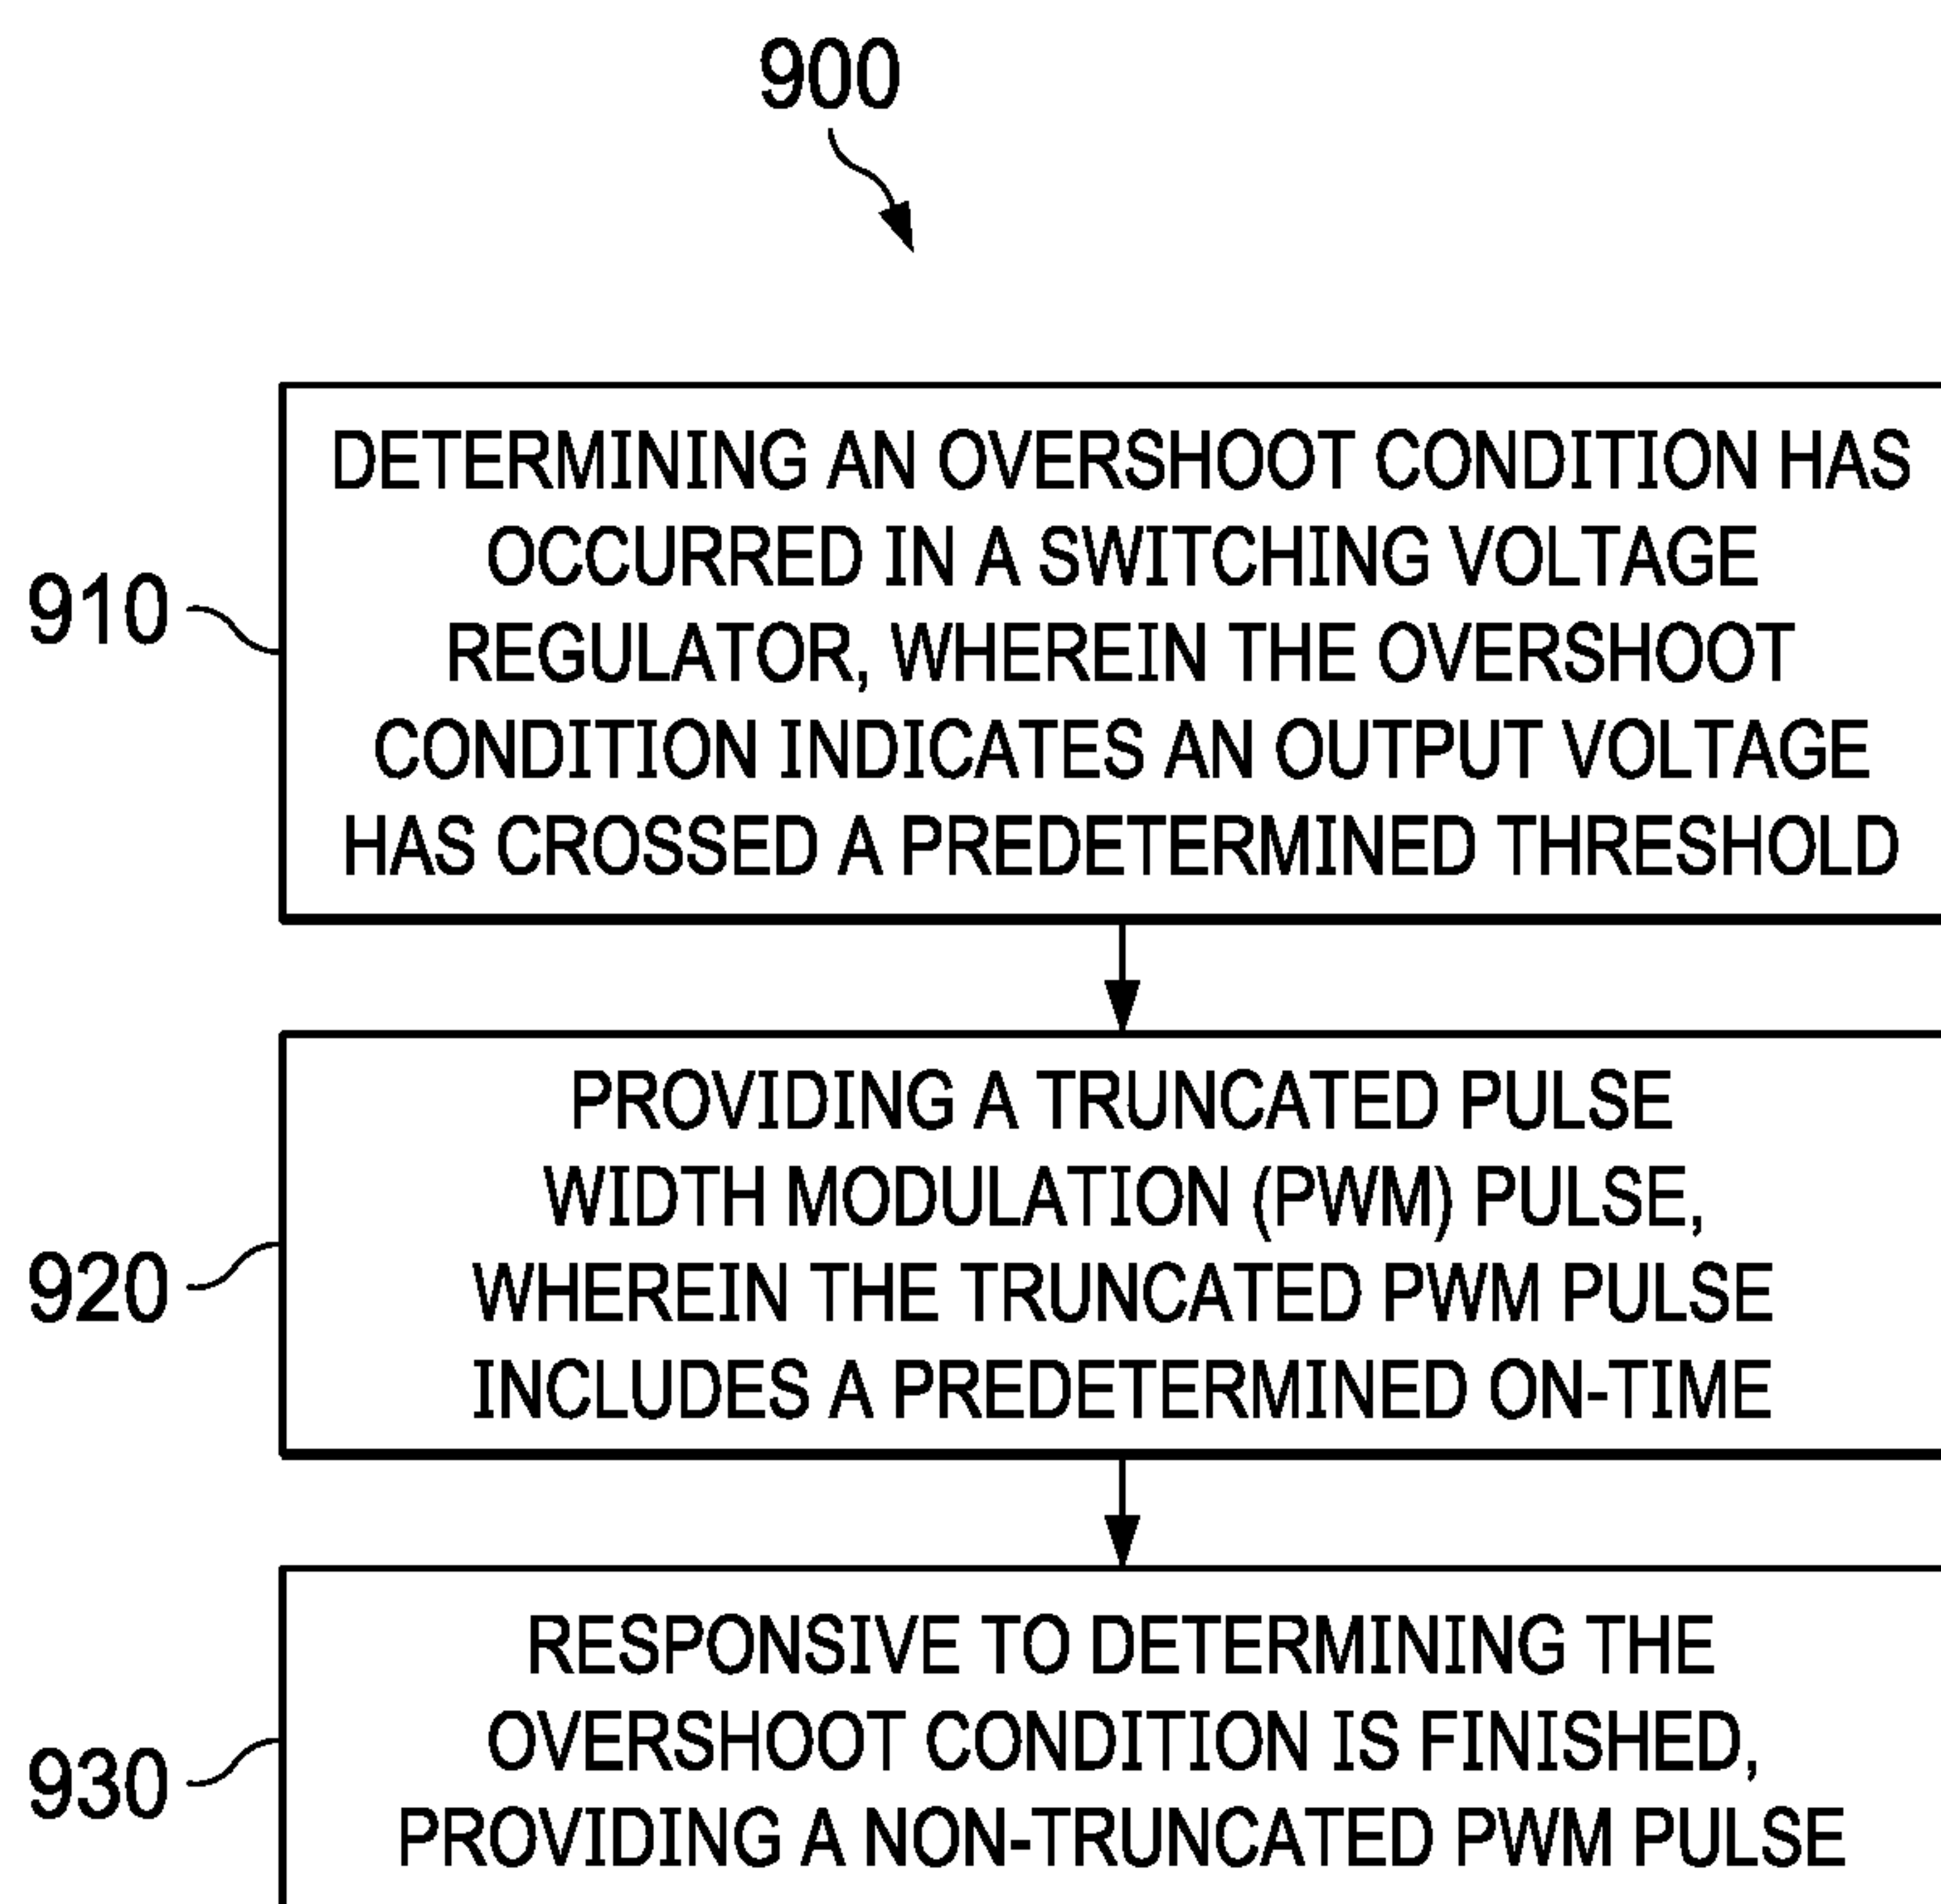 900
910
DETERMINING AN OVERSHOOT CONDITION HAS
OCCURRED IN A SWITCHING VOLTAGE
REGULATOR, WHEREIN THE OVERSHOOT
CONDITION INDICATES AN OUTPUT VOLTAGE
HAS CROSSED A PREDETERMINED THRESHOLD
920
PROVIDING A TRUNCATED PULSE
WIDTH MODULATION (PWM) PULSE,
WHEREIN THE TRUNCATED PWM PULSE
INCLUDES A PREDETERMINED ON-TIME
930
RESPONSIVE TO DETERMINING THE
OVERSHOOT CONDITION IS FINISHED,
PROVIDING A NON-TRUNCATED PWM PULSE